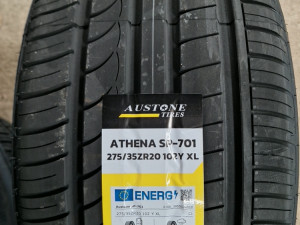 AUSTONE
TIRES
ATHENA SP-701
275/35ZR20 102Y XL
ENERG